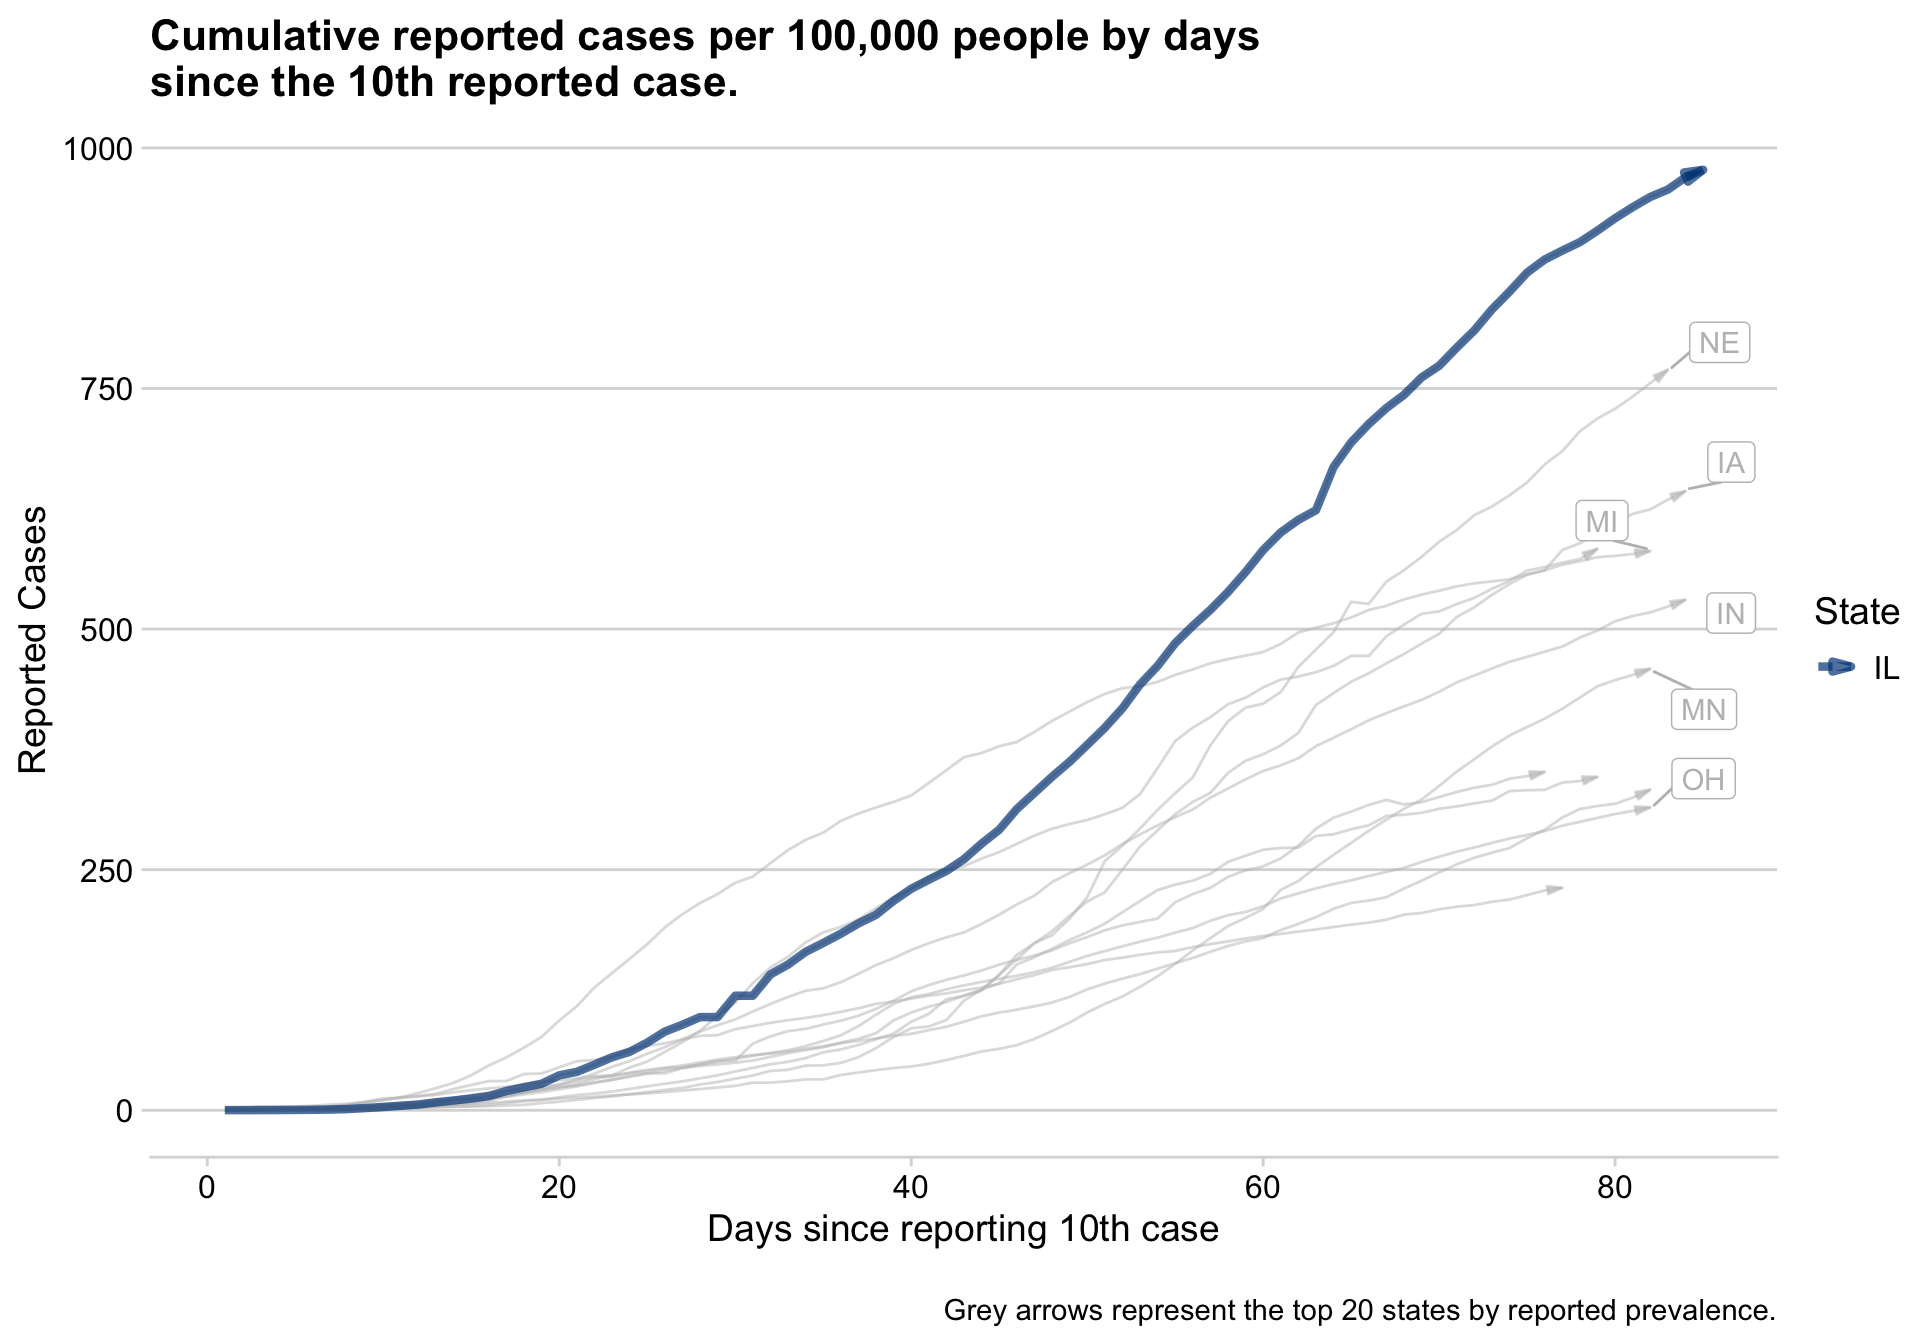 Cumulative reported cases per 100,000 people by days
since the 10th reported case.
1000
750
500
250
0
Reported Cases
NE
IA
MI
IN
MN
OH
State
IL
0 20 40 60 80
Days since reporting 10th case
Grey arrows represent the top 20 states by reported prevalence.